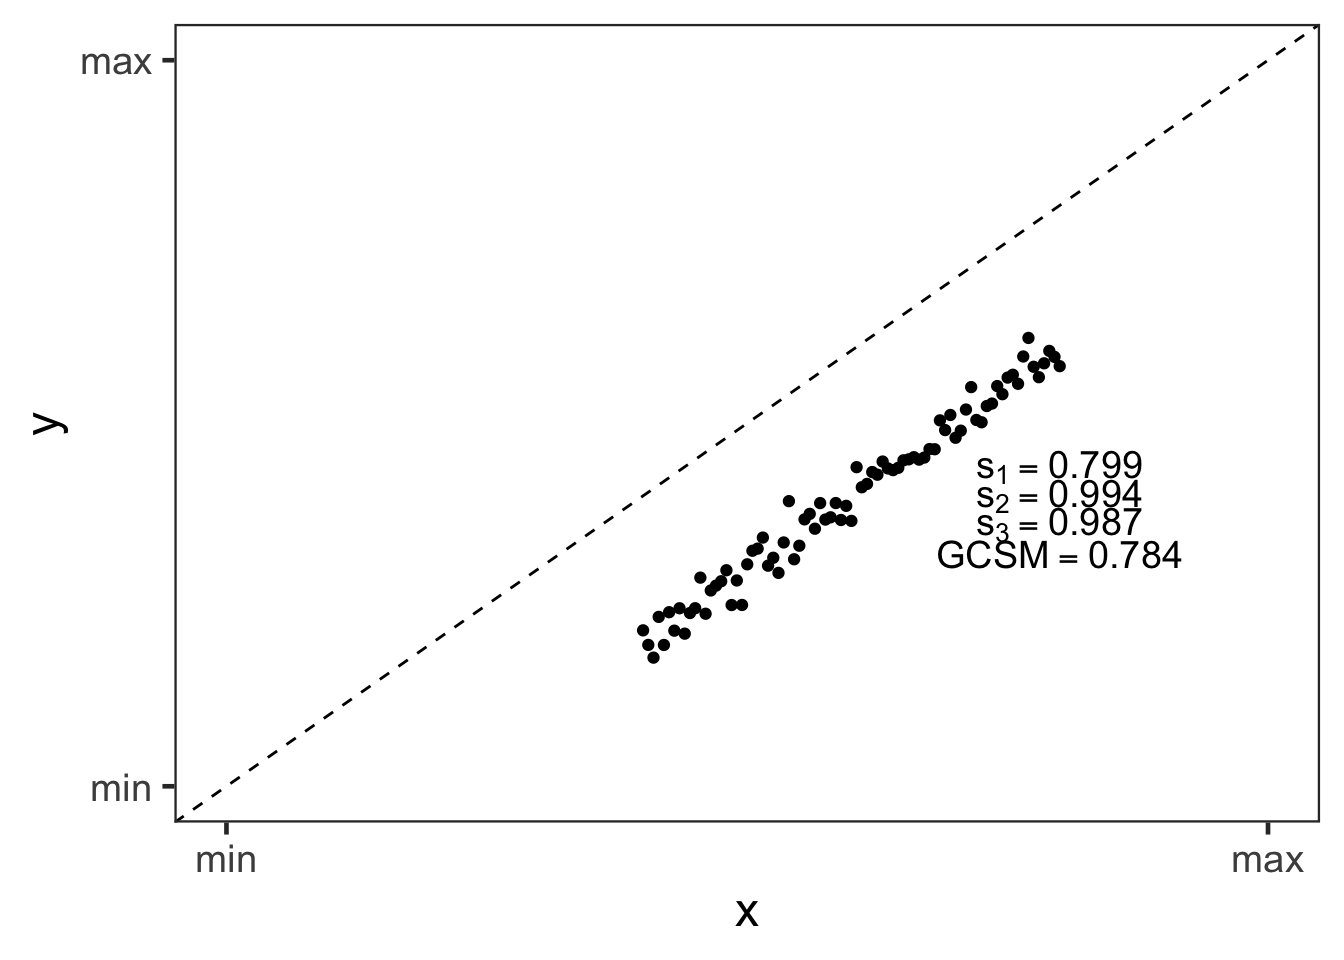 max
y
s₁ = 0.799
s₂ = 0.994
s₃ = 0.987
GCSM = 0.784
min
min
max
x